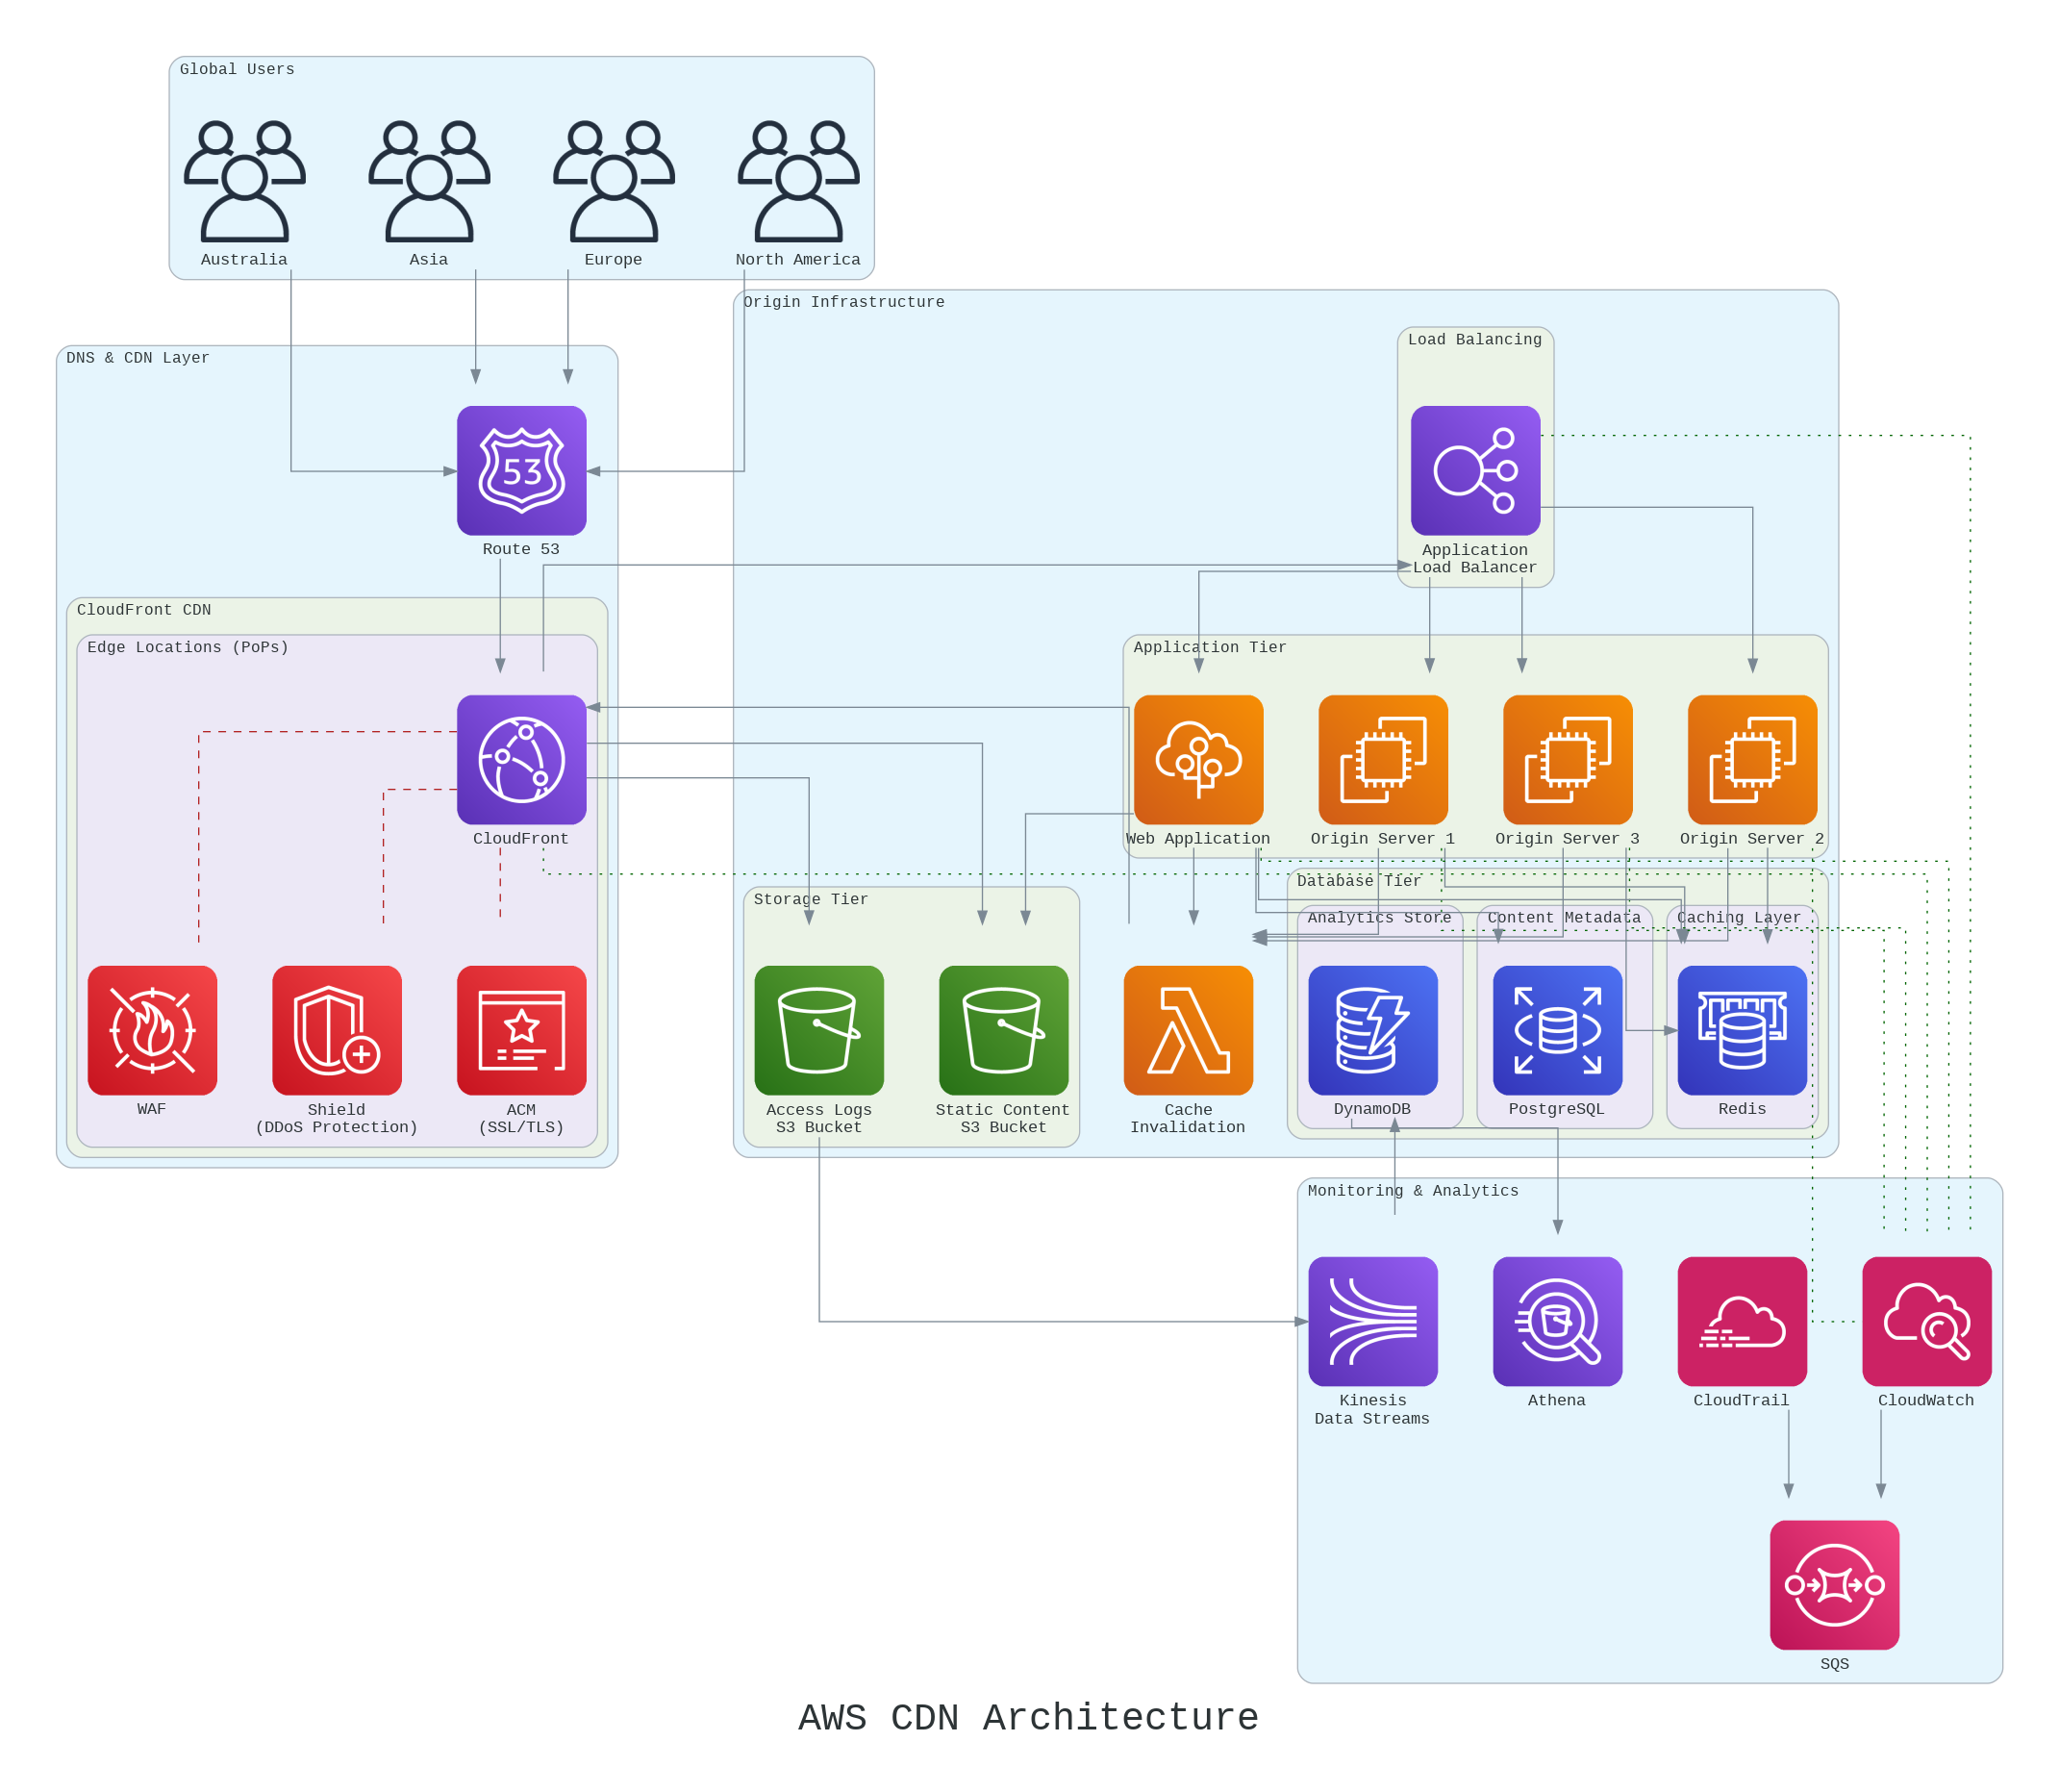 Global Users
Australia
Asia
Europe
North America
Origin Infrastructure
Load Balancing
DNS & CDN Layer
53
Route 53
Application
Load Balancer
CloudFront CDN
Edge Locations (PoPs)
Application Tier
CloudFront
Web Application
Origin Server 1
Origin Server 3
Origin Server 2
Database Tier
Storage Tier
Analytics Store
Content Metadata
Caching Layer
WAF
Shield
(DDoS Protection)
ACM
(SSL/TLS)
Access Logs
S3 Bucket
Static Content
S3 Bucket
Cache
Invalidation
DynamoDB
PostgreSQL
Redis
Monitoring & Analytics
Kinesis
Data Streams
Athena
CloudTrail
CloudWatch
SQS
AWS CDN Architecture